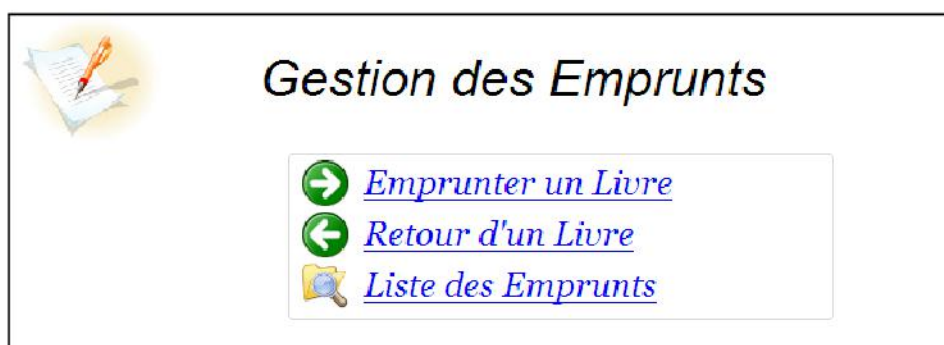 Gestion des Emprunts
Emprunter un Livre
Retour d'un Livre
Liste des Emprunts